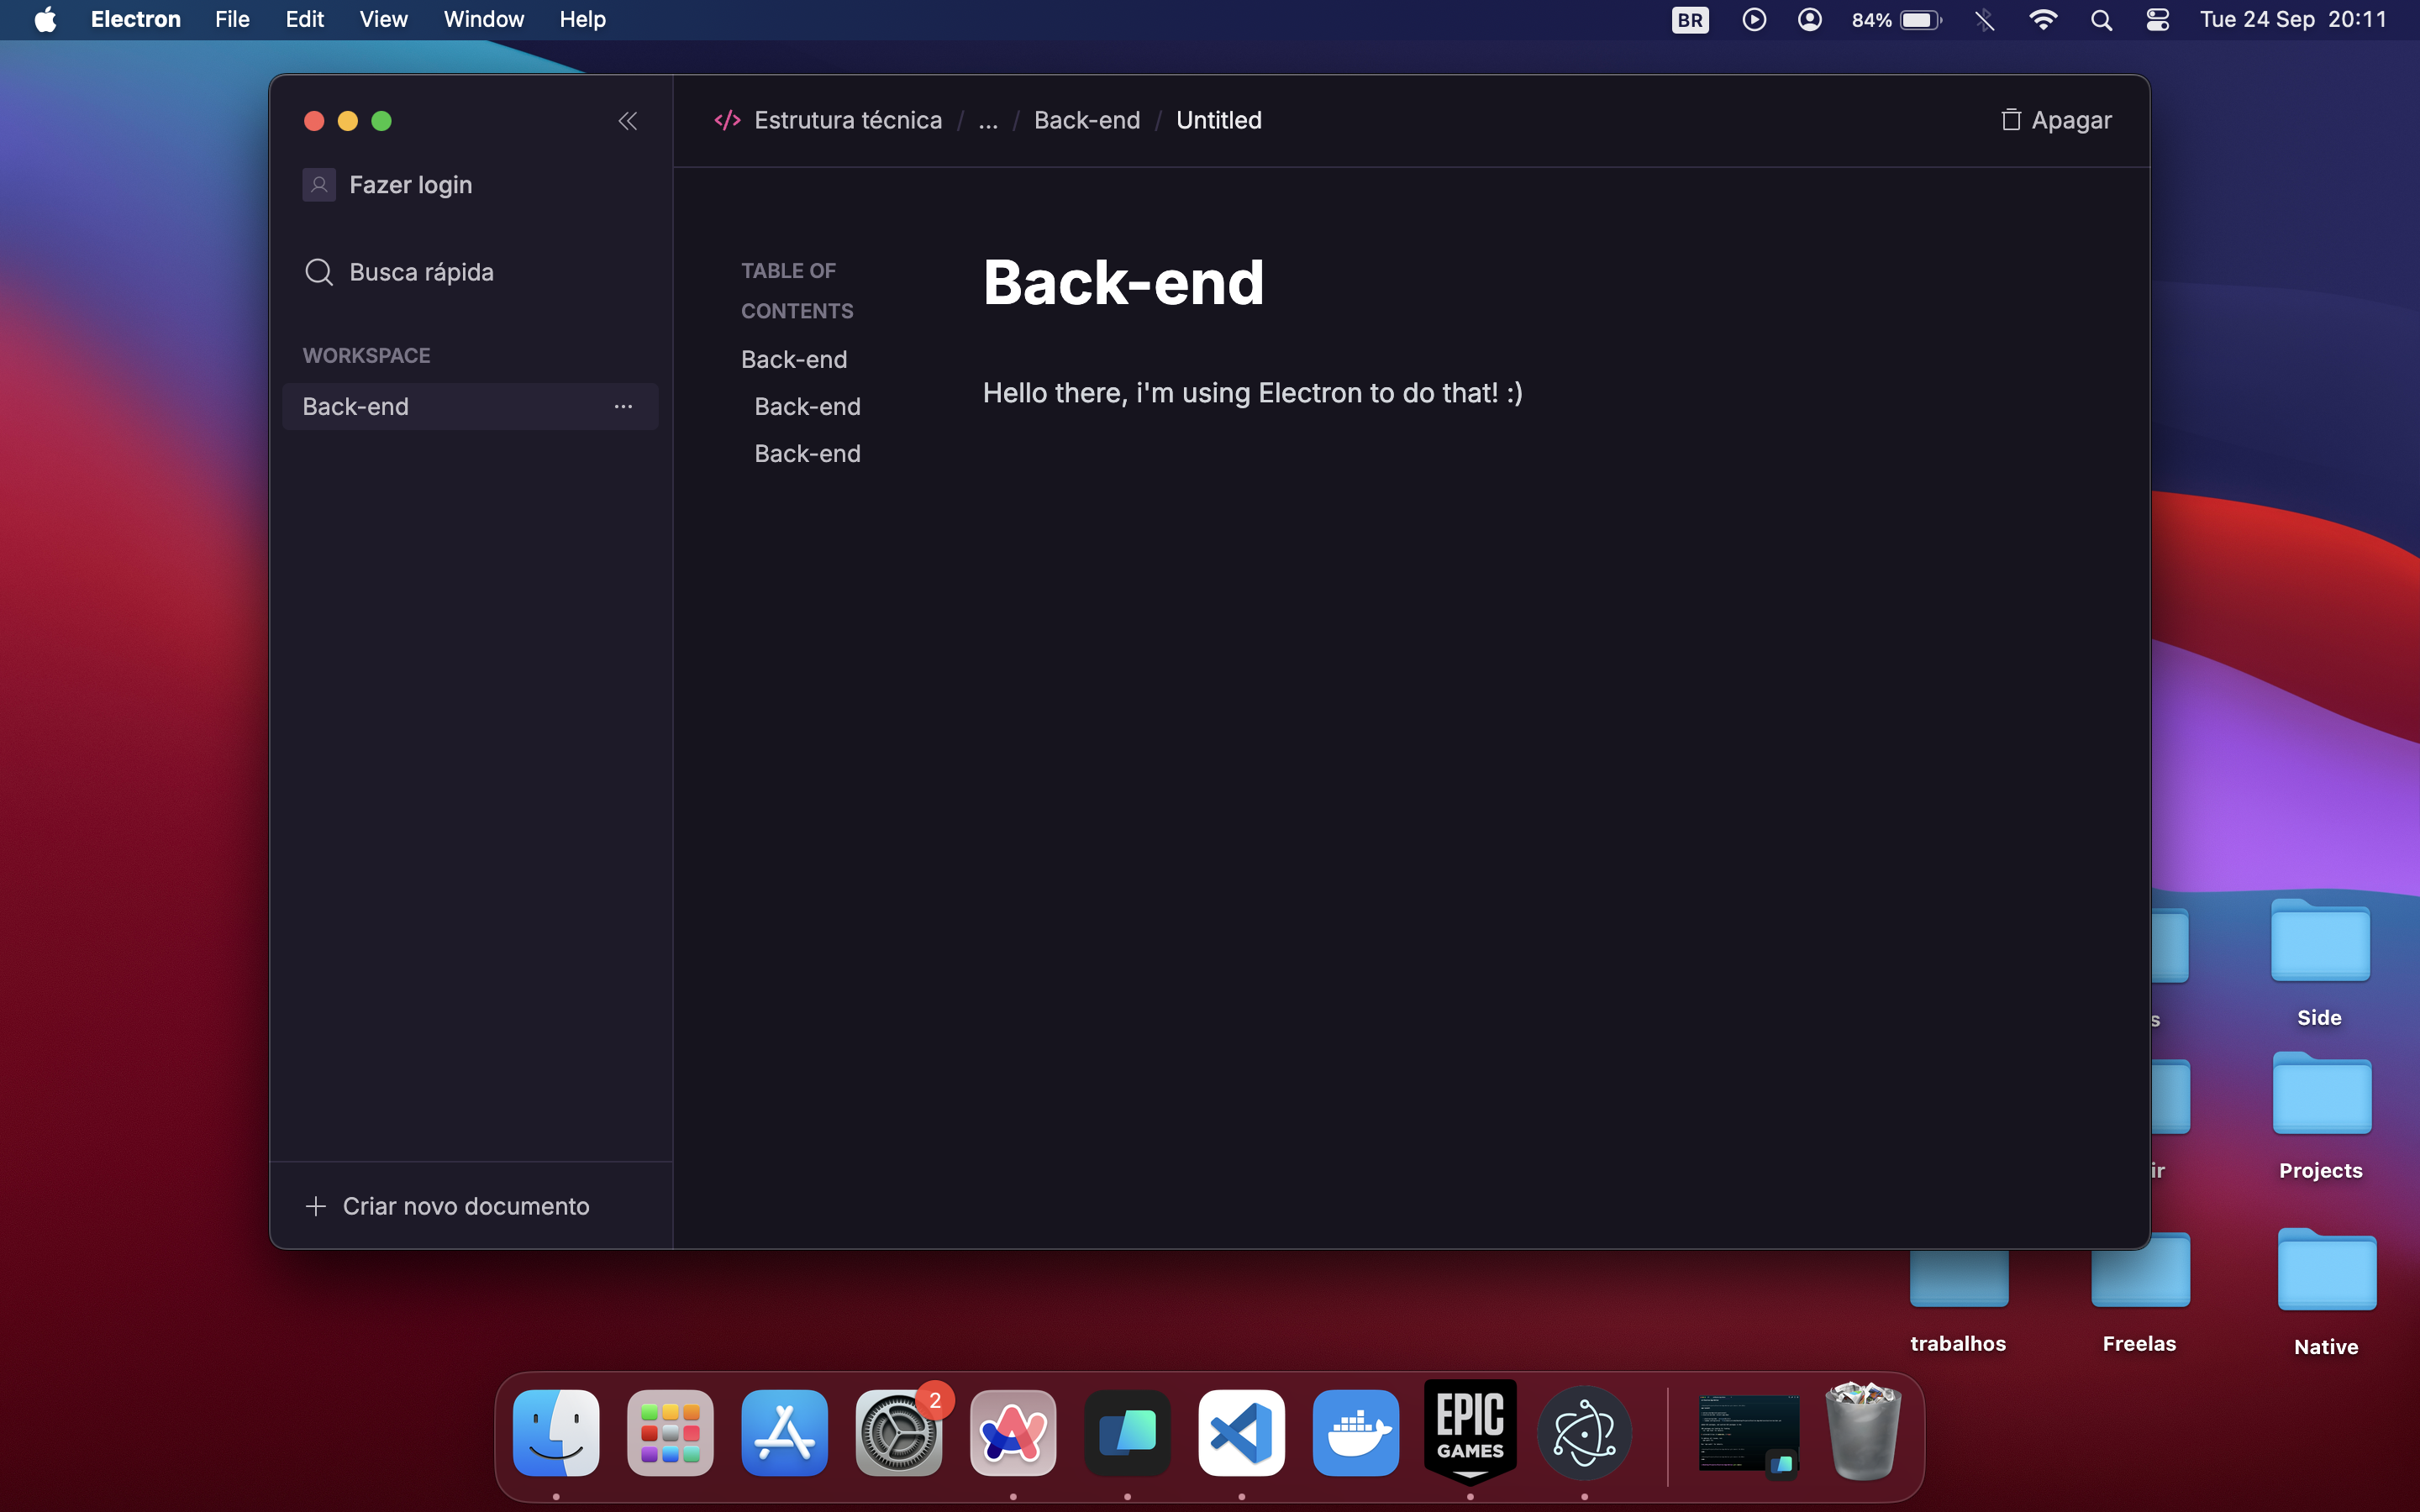 Electron File Edit View Window Help BR 84% Tue 24 Sep 20:11
</> Estrutura técnica / ... / Back-end / Untitled Apagar
Fazer login
Busca rápida
WORKSPACE
Back-end ...
Criar novo documento
TABLE OF
CONTENTS
Back-end
Back-end
Back-end
Back-end
Hello there, i'm using Electron to do that! :)
s
Side
ir
Projects
trabalhos
Freelas
Native
2
EPIC
GAMES